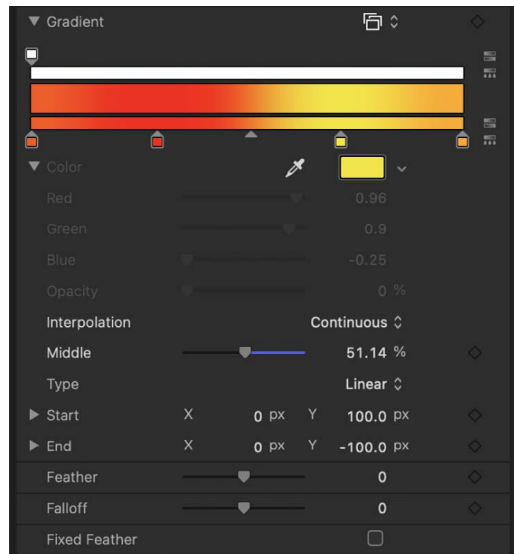 Gradient
Color
Red 0.96
Green 0.9
Blue -0.25
Opacity 0 %
Interpolation Continuous
Middle 51.14 %
Type Linear
Start X 0 px Y 100.0 px
End X 0 px Y -100.0 px
Feather 0
Falloff 0
Fixed Feather